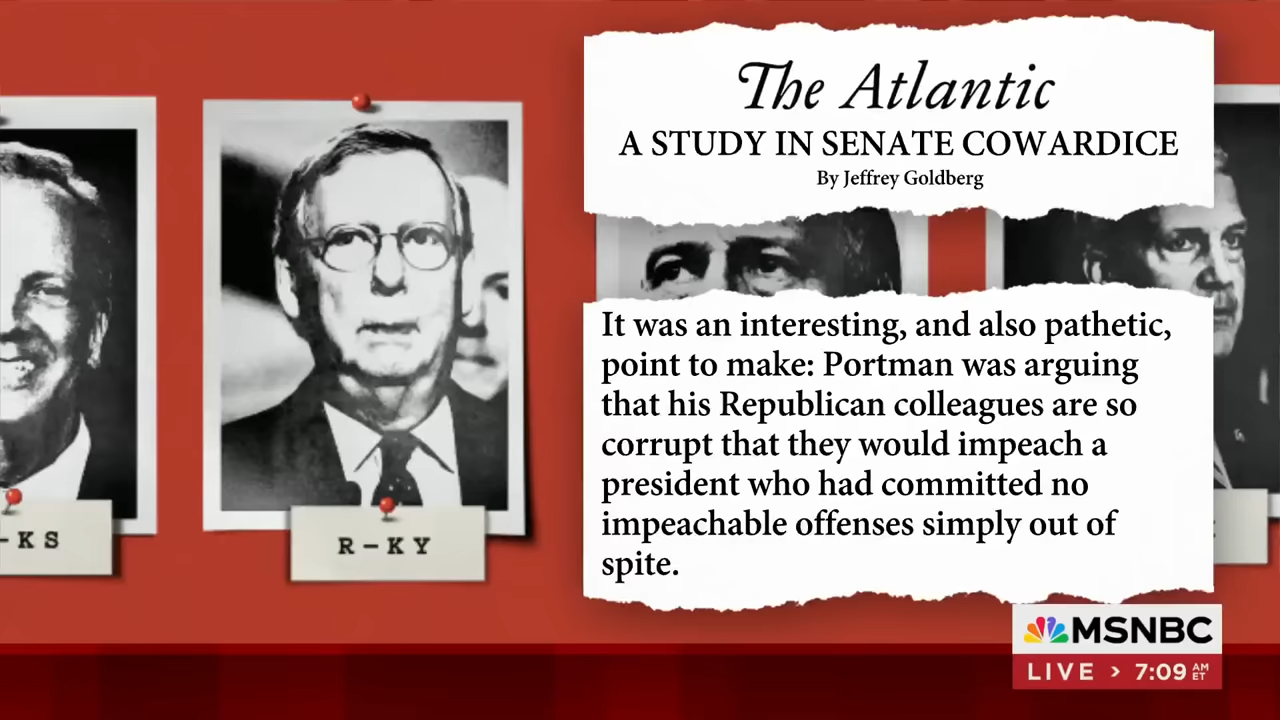 The Atlantic
A STUDY IN SENATE COWARDICE
By Jeffrey Goldberg
It was an interesting, and also pathetic,
point to make: Portman was arguing
that his Republican colleagues are so
corrupt that they would impeach a
president who had committed no
impeachable offenses simply out of
spite.
-KS
R-KY
MSNBC
LIVE > 7:09 AM ET